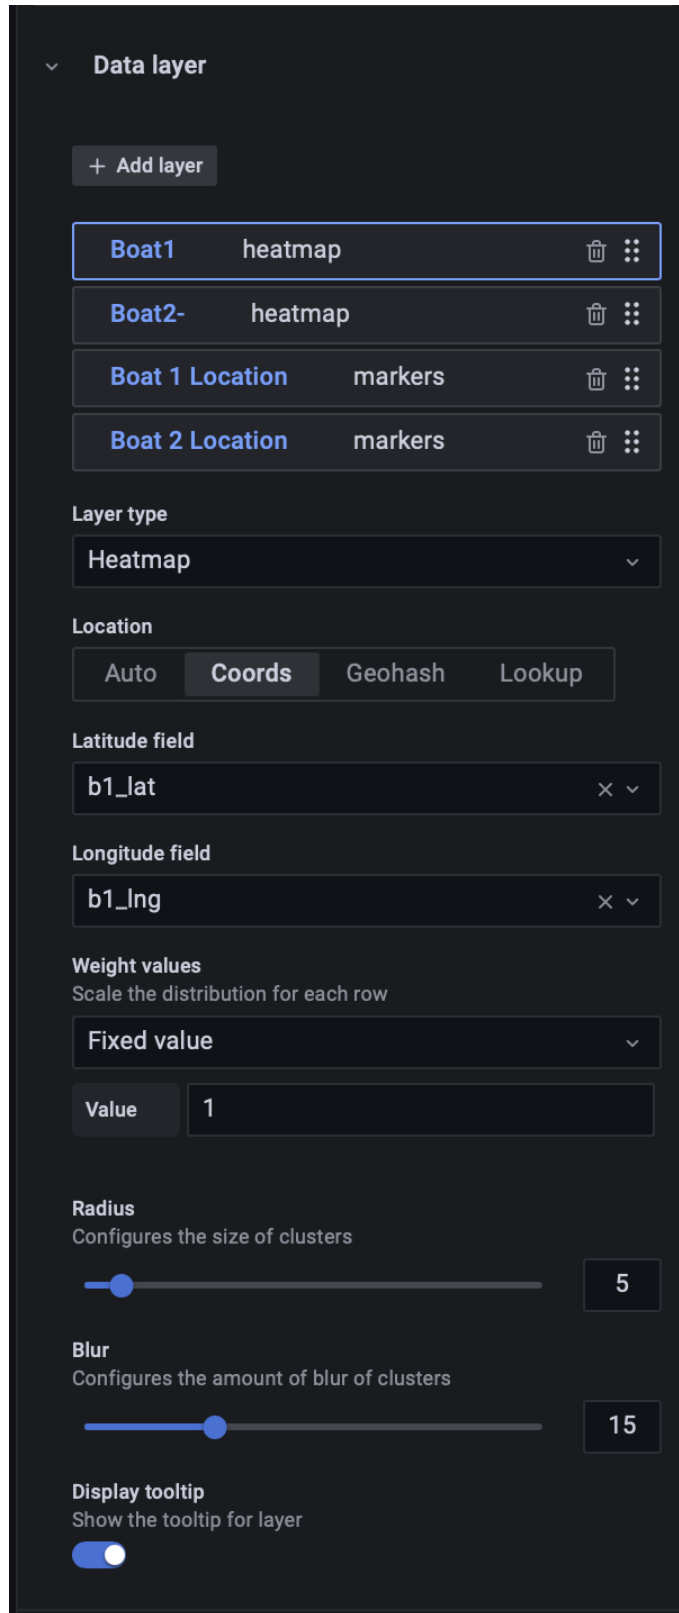 Data layer
+ Add layer
Boat1 heatmap
Boat2- heatmap
Boat 1 Location markers
Boat 2 Location markers
Layer type
Heatmap
Location
Auto Coords Geohash Lookup
Latitude field
b1_lat
Longitude field
b1_lng
Weight values
Scale the distribution for each row
Fixed value
Value 1
Radius
Configures the size of clusters
5
Blur
Configures the amount of blur of clusters
15
Display tooltip
Show the tooltip for layer